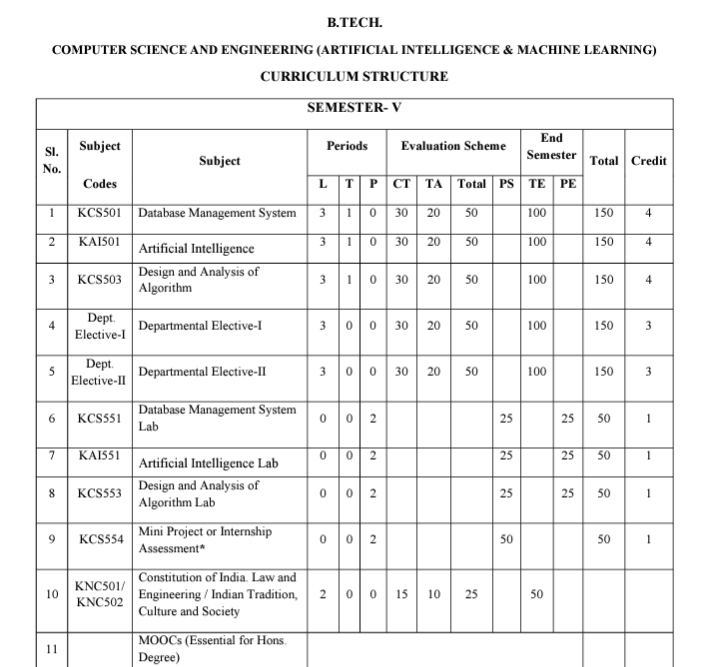 B.TECH.
COMPUTER SCIENCE AND ENGINEERING (ARTIFICIAL INTELLIGENCE & MACHINE LEARNING)
CURRICULUM STRUCTURE
SEMESTER- V
Sl. No. Subject Codes Subject Periods Evaluation Scheme End Semester Total Credit
L T P CT TA Total PS TE PE
1 KCS501 Database Management System 3 1 0 30 20 50 100 150 4
2 KAI501 Artificial Intelligence 3 1 0 30 20 50 100 150 4
3 KCS503 Design and Analysis of Algorithm 3 1 0 30 20 50 100 150 4
4 Dept. Elective-I Departmental Elective-I 3 0 0 30 20 50 100 150 3
5 Dept. Elective-II Departmental Elective-II 3 0 0 30 20 50 100 150 3
6 KCS551 Database Management System Lab 0 0 2 25 25 50 1
7 KAI551 Artificial Intelligence Lab 0 0 2 25 25 50 1
8 KCS553 Design and Analysis of Algorithm Lab 0 0 2 25 25 50 1
9 KCS554 Mini Project or Internship Assessment* 0 0 2 50 50 1
10 KNC501/ KNC502 Constitution of India. Law and Engineering / Indian Tradition, Culture and Society 2 0 0 15 10 25 50
11 MOOCs (Essential for Hons. Degree)